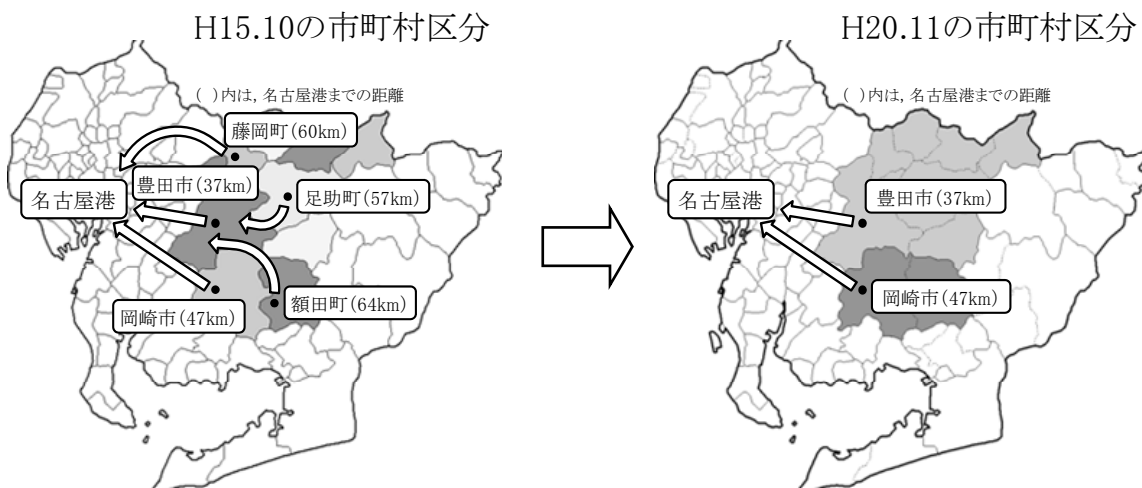 H15.10の市町村区分
( )内は，名古屋港までの距離
藤岡町(60km)
豊田市(37km)
名古屋港
足助町(57km)
額田町(64km)
岡崎市(47km)
H20.11の市町村区分
( )内は，名古屋港までの距離
豊田市(37km)
名古屋港
岡崎市(47km)